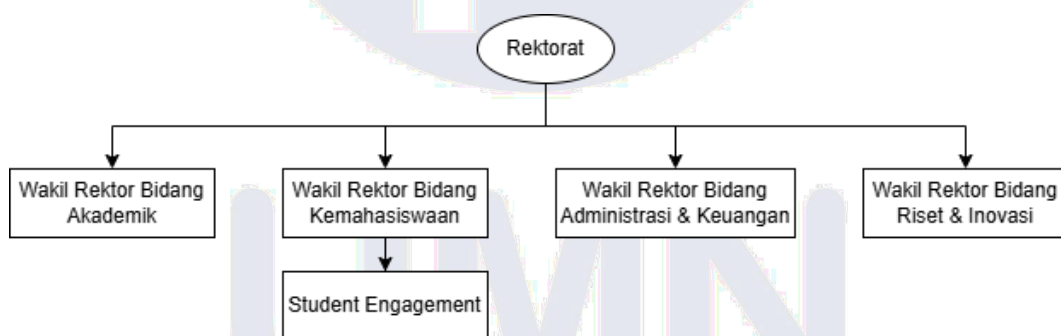 Rektorat
Wakil Rektor Bidang
Akademik
Wakil Rektor Bidang
Kemahasiswaan
Wakil Rektor Bidang
Administrasi & Keuangan
Wakil Rektor Bidang
Riset & Inovasi
Student Engagement
UMN